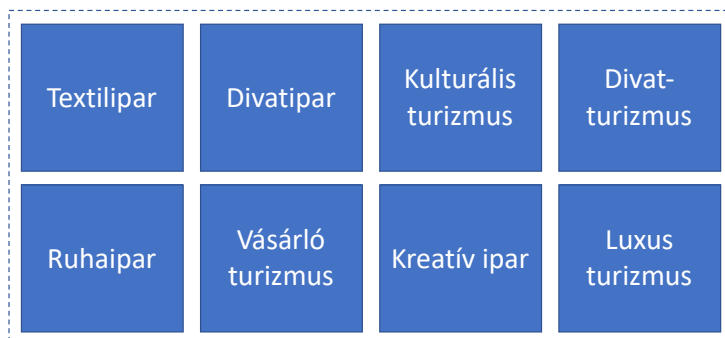 Textilipar
Divatipar
Kulturális
turizmus
Divat-
turizmus
Ruhaipar
Vásárló
turizmus
Kreatív ipar
Luxus
turizmus